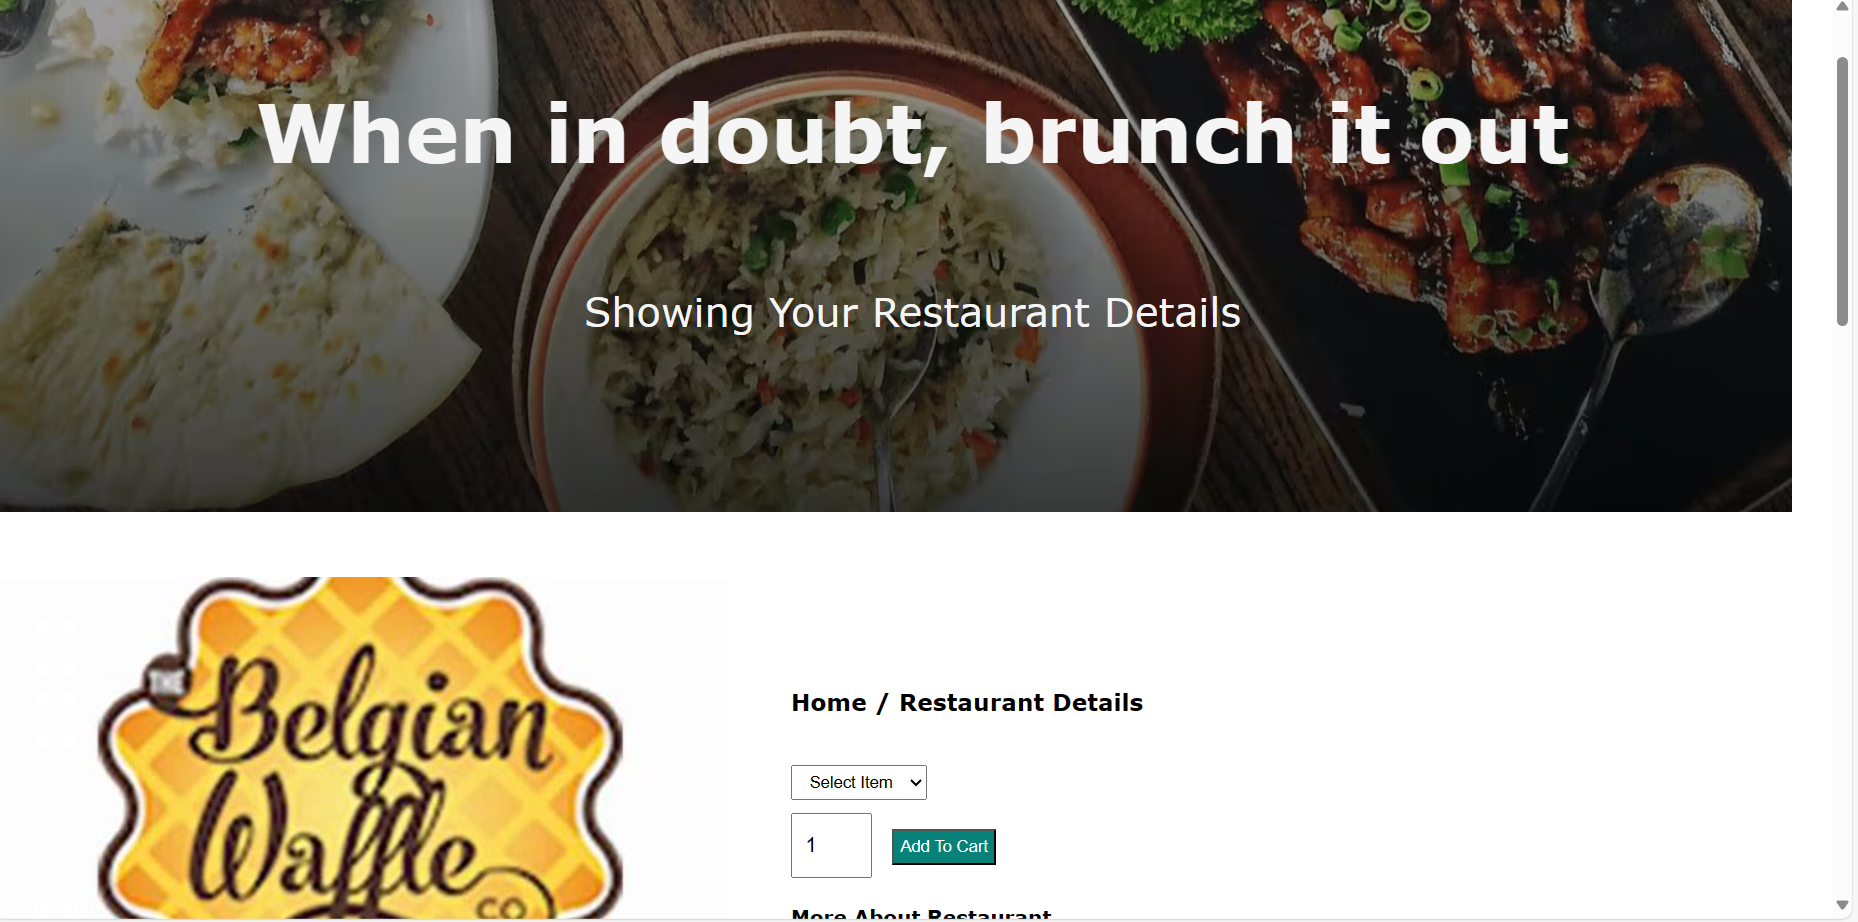 When in doubt, brunch it out
Showing Your Restaurant Details
THE
Belgian
Waffle
CO
Home / Restaurant Details
Select Item
1
Add To Cart
More About Restaurant